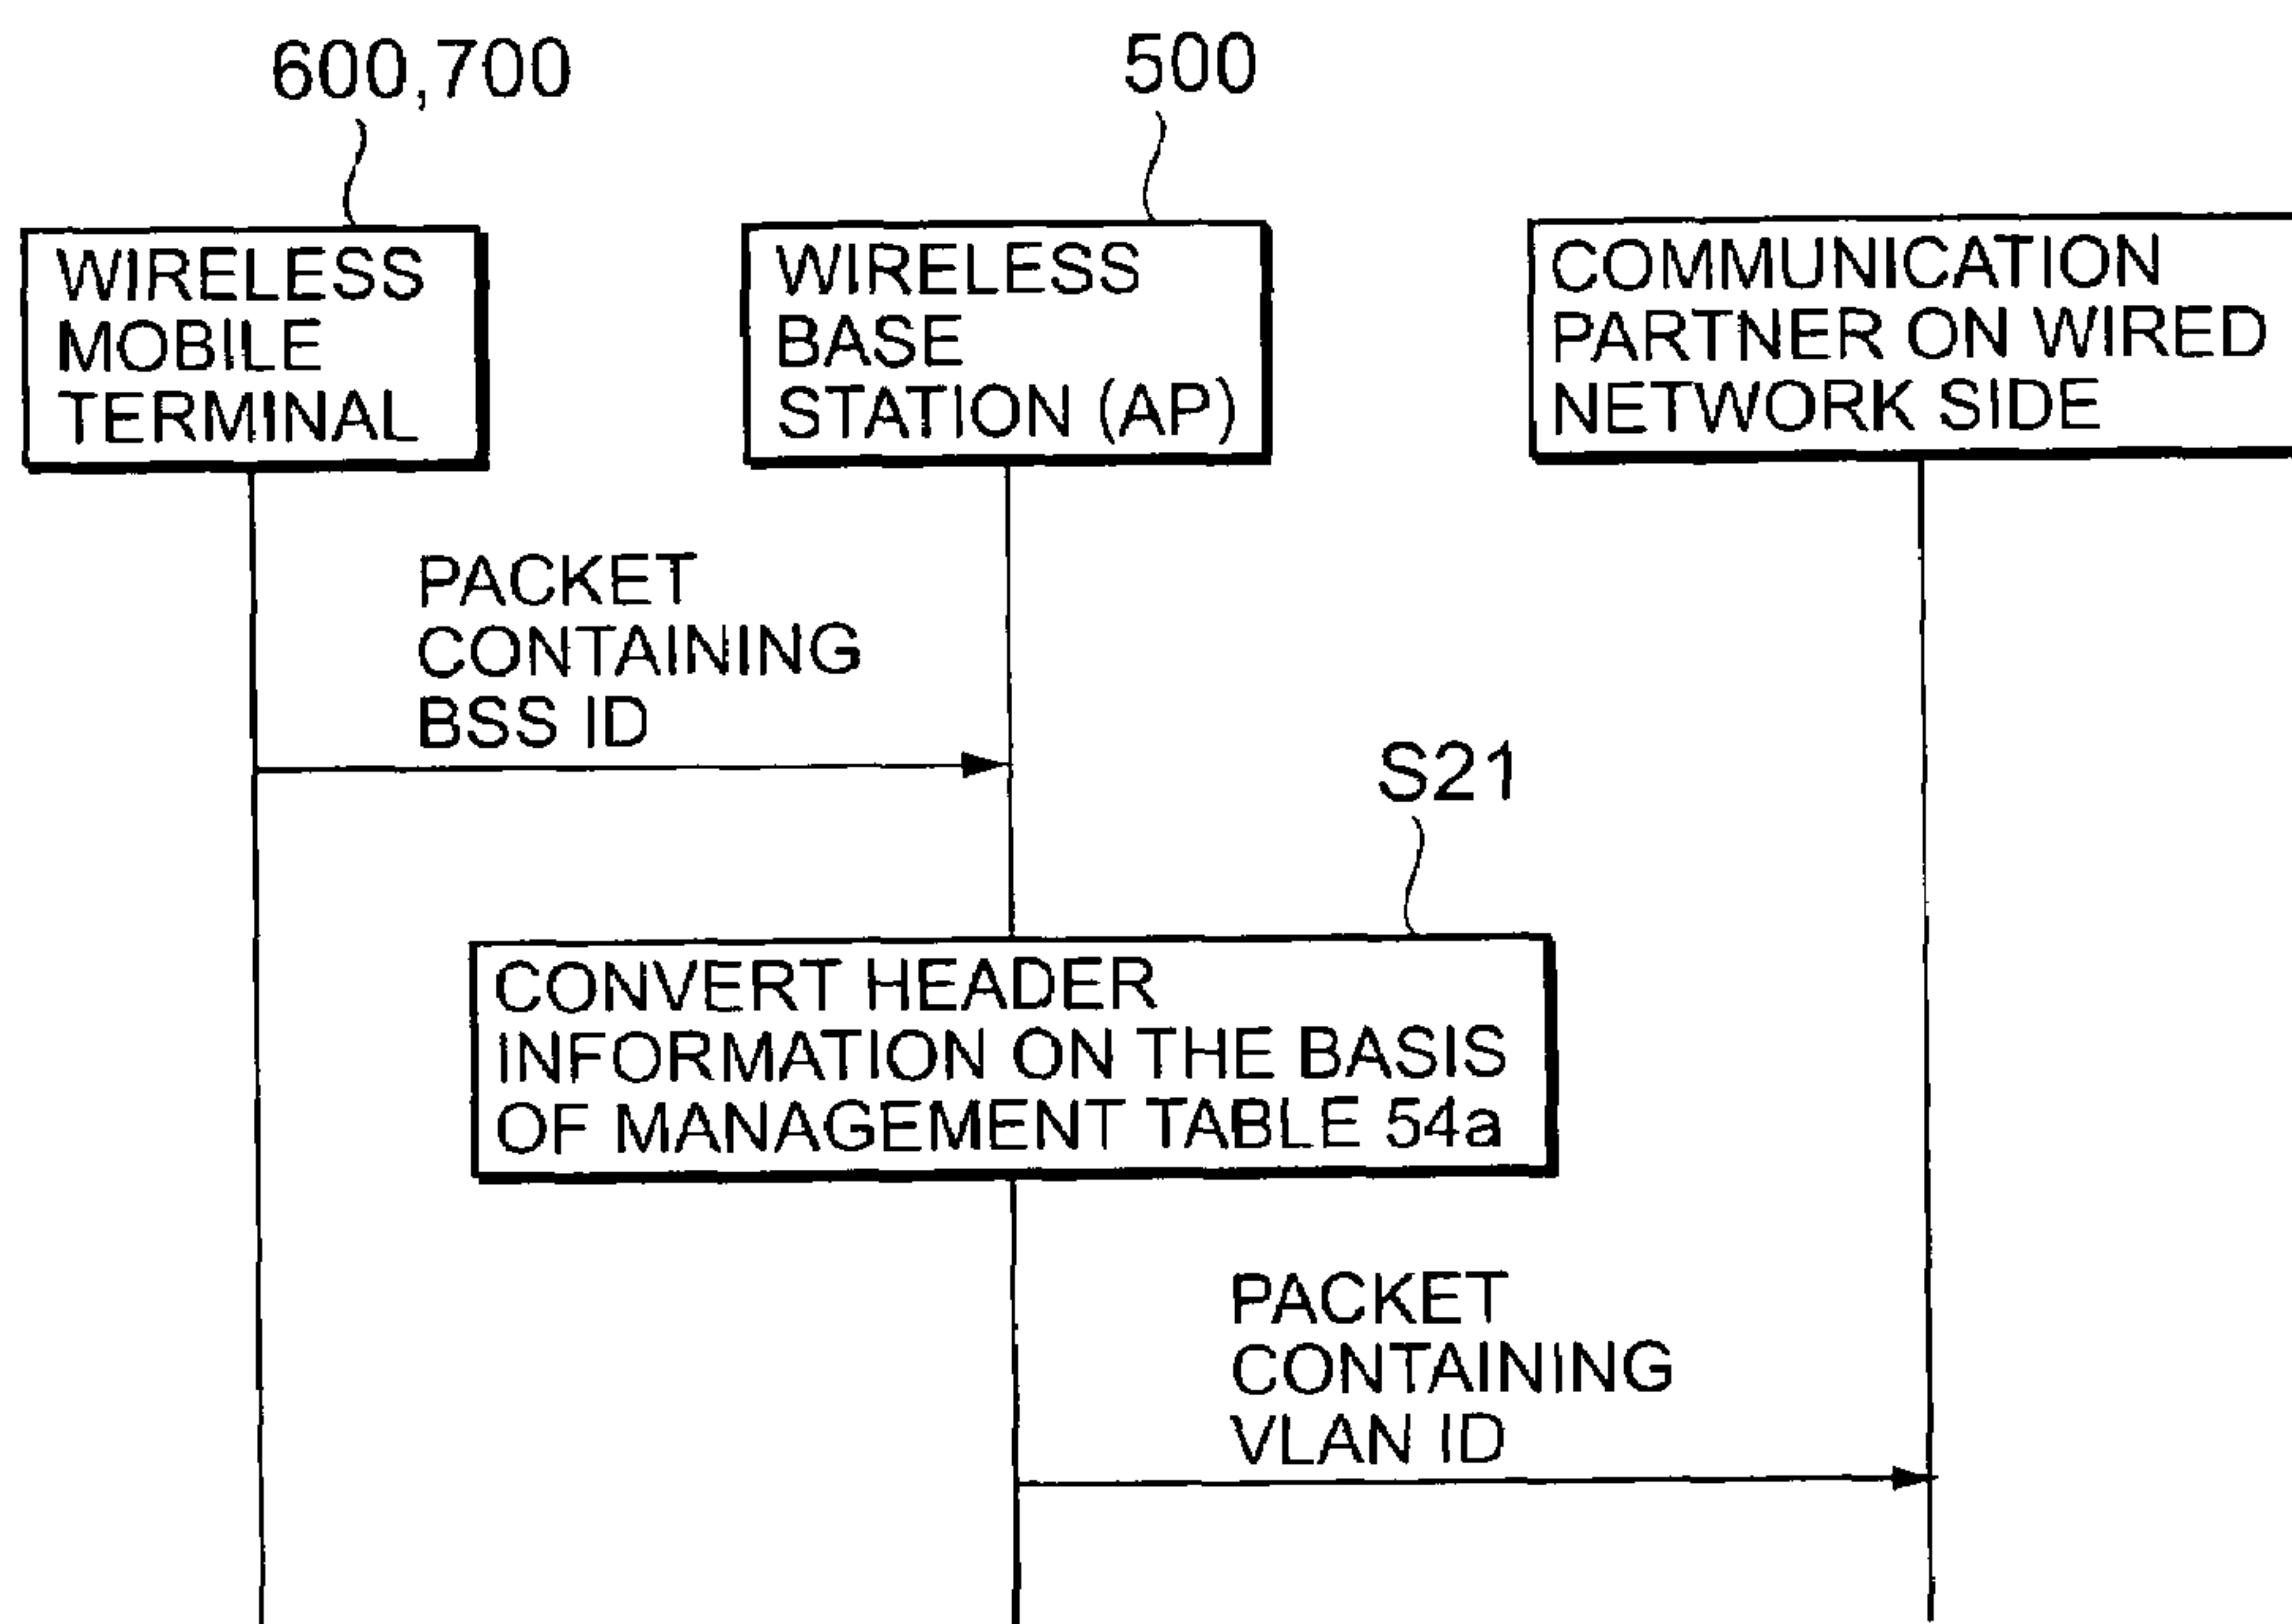 600,700
500
WIRELESS
MOBILE
TERMINAL
WIRELESS
BASE
STATION (AP)
COMMUNICATION
PARTNER ON WIRED
NETWORK SIDE
PACKET
CONTAINING
BSS ID
S21
CONVERT HEADER
INFORMATION ON THE BASIS
OF MANAGEMENT TABLE 54a
PACKET
CONTAINING
VLAN ID